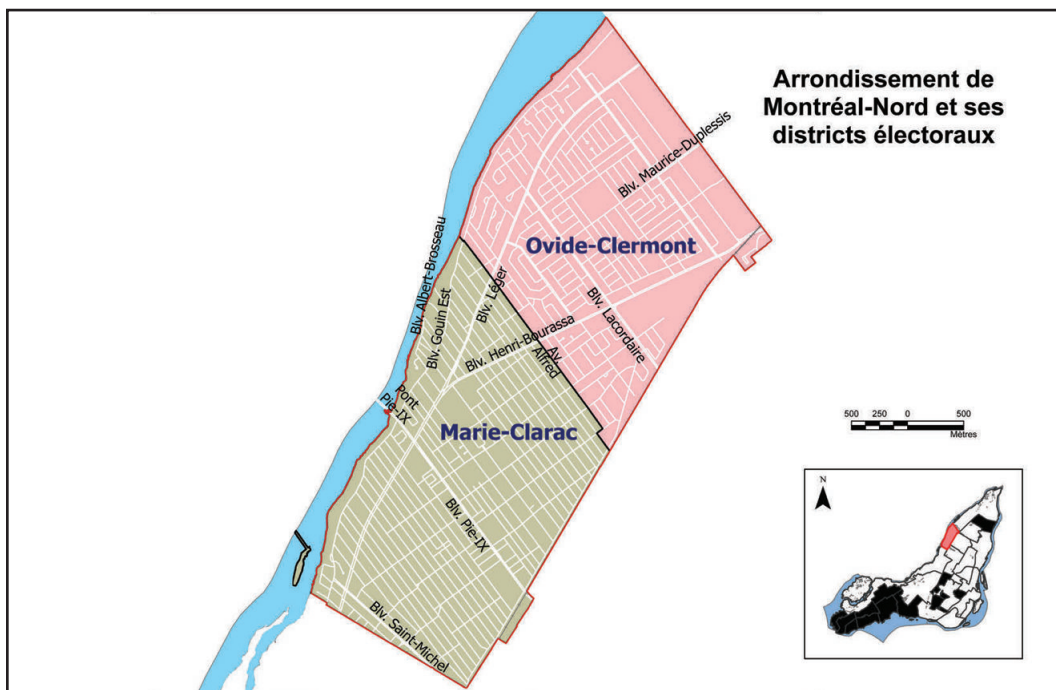 Arrondissement de
Montréal-Nord et ses
districts électoraux
Blv. Maurice-Duplessis
Ovide-Clermont
Blv. Albert-Brosseau
Blv. Gouin Est
Blv. Léger
Blv. Lacordaire
Blv. Henri-Bourassa
Av.
Alfred
Pont
Pie-IX
Marie-Clarac
Blv. Pie-IX
Blv. Saint-Michel
500 250 0 500
Mètres
N